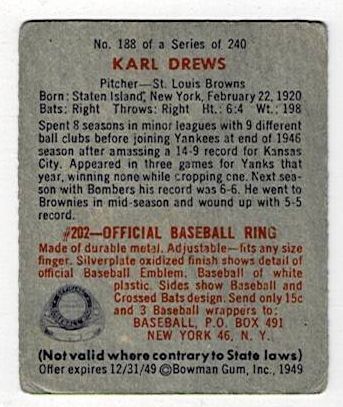 No. 188 of a Series of 240
KARL DREWS
Pitcher—St. Louis Browns
Born: Staten Island, New York, February 22, 1920
Bats: Right Throws: Right Ht.: 6:4 Wt.: 198
Spent 8 seasons in minor leagues with 9 different
ball clubs before joining Yankees at end of 1946
season after amassing a 14-9 record for Kansas
City. Appeared in three games for Yanks that
year, winning none while cropping one. Next sea-
son with Bombers his record was 6-6. He went to
Brownies in mid-season and wound up with 5-5
record.
#202—OFFICIAL BASEBALL RING
Made of durable metal. Adjustable—fits any size
finger. Silverplate oxidized finish shows detail of
official Baseball Emblem. Baseball of white
plastic. Sides show Baseball and
Crossed Bats design. Send only 15c
and 3 Baseball wrappers to:
BASEBALL, P.O. BOX 491
NEW YORK 46, N. Y.
(Not valid where contrary to State laws)
Offer expires 12/31/49 ©Bowman Gum, Inc., 1949